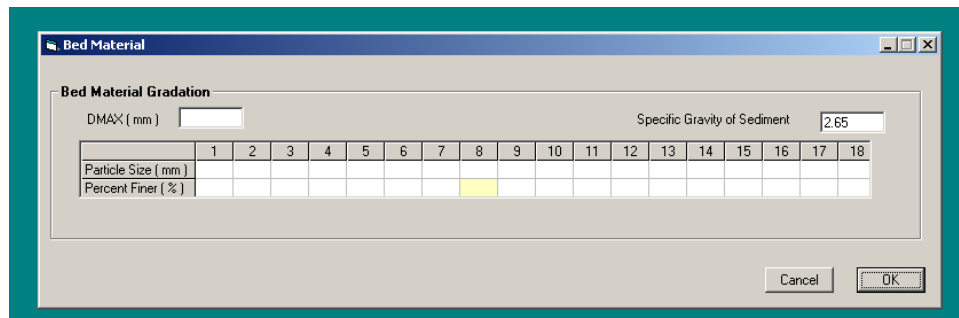 Bed Material
Bed Material Gradation
DMAX ( mm ) Specific Gravity of Sediment 2.65
1 2 3 4 5 6 7 8 9 10 11 12 13 14 15 16 17 18
Particle Size ( mm )
Percent Finer ( % )
Cancel OK